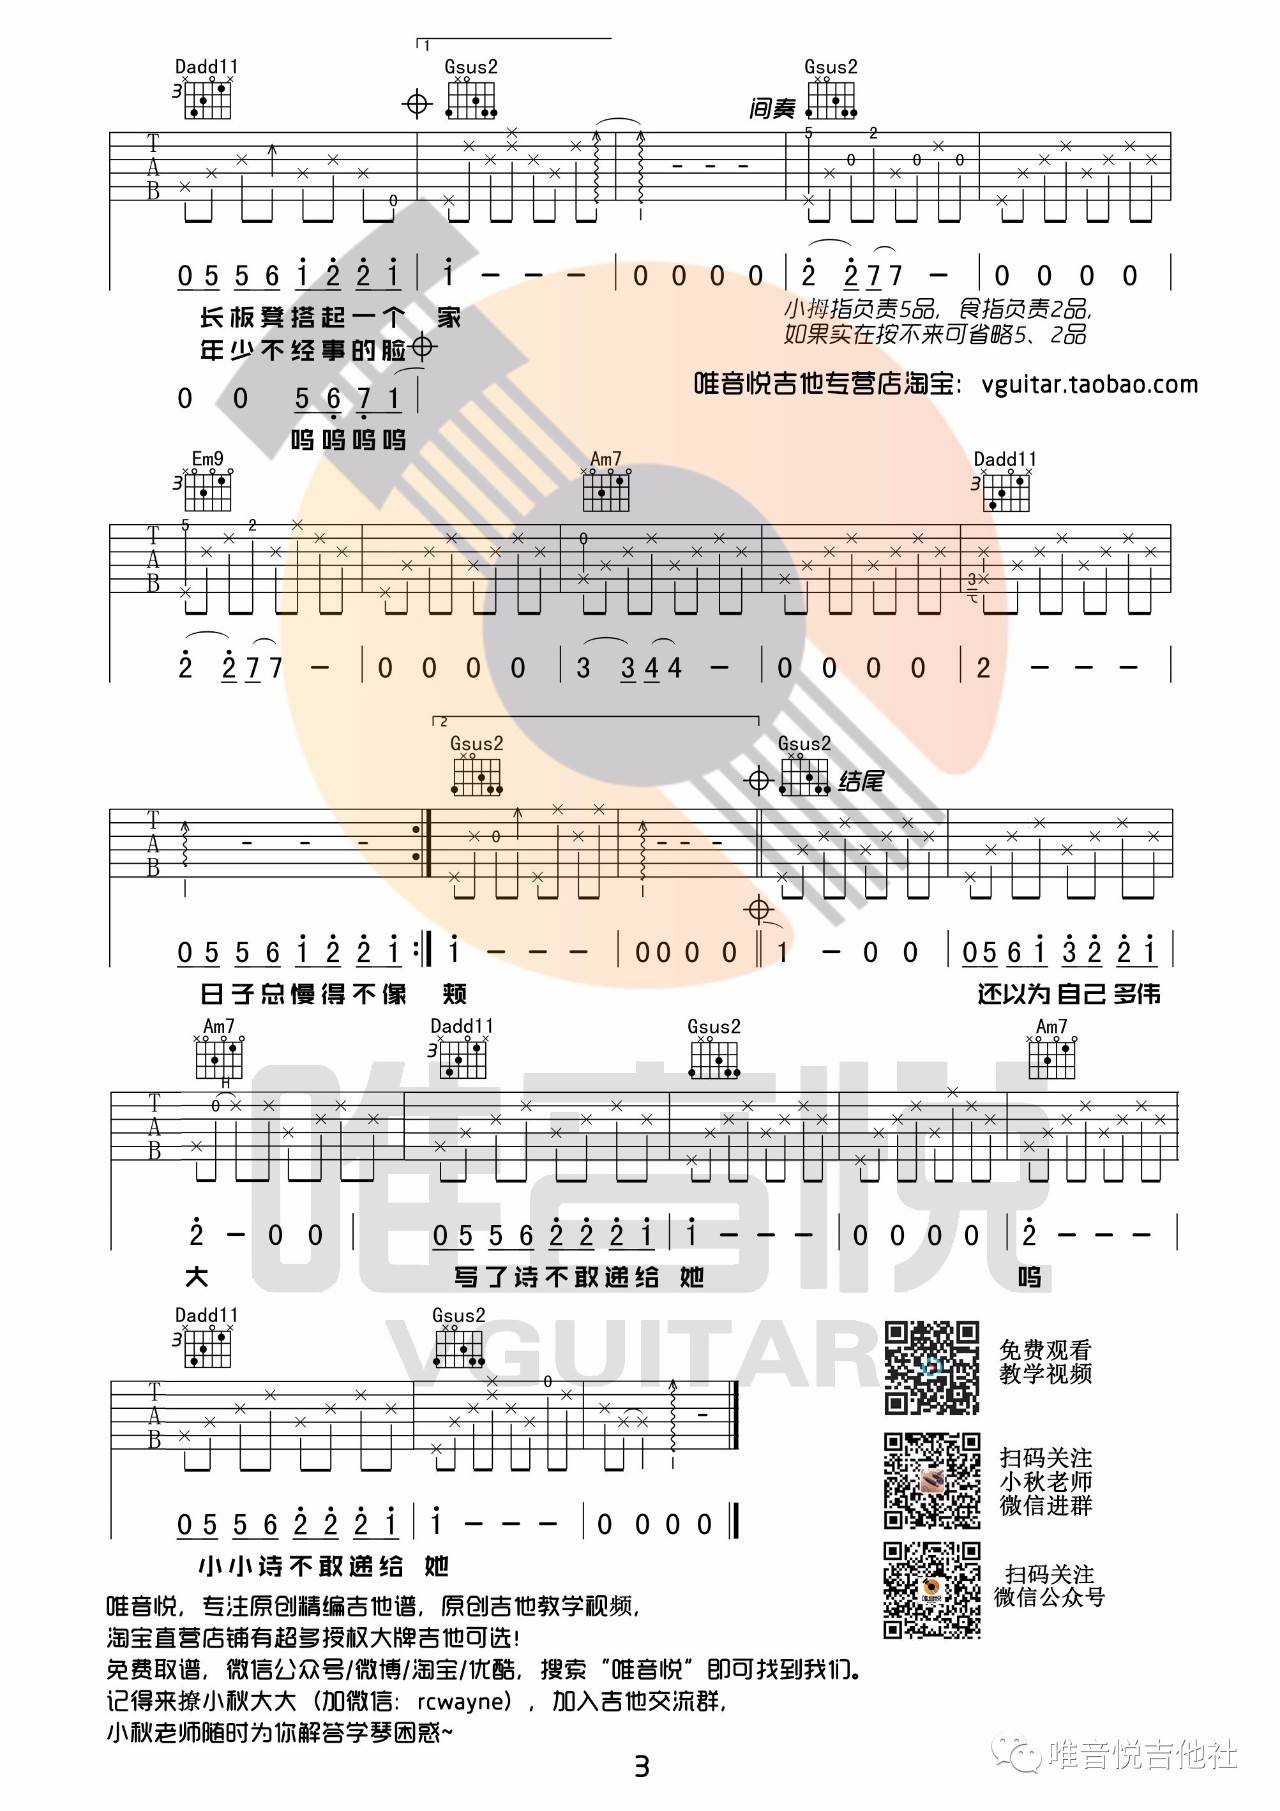 1
Dadd11 Gsus2 Gsus2
3 间奏
5 2
T A B 0 0 0 0
0 5 5 6 1 2 2 1 1 - - - 0 0 0 0 2 2 7 7 - 0 0 0 0
长板凳搭起一个 家
小拇指负责5品，食指负责2品，
年少不经事的脸
如果实在按不来可省略5、2品
唯音悦吉他专营店淘宝：vguitar.taobao.com
0 0 5 6 7 1
呜呜呜呜
Em9 Am7 Dadd11
3 3
5 2 0
T A B 3
2 2 7 7 - 0 0 0 0 3 3 4 4 - 0 0 0 0 2 - - -
2
Gsus2 Gsus2 结尾
T A B 0
0 5 5 6 1 2 2 1 1 - - - 0 0 0 0 1 - 0 0 0 5 6 1 3 2 2 1
日子总慢得不像 颊 还以为自己多伟
Am7 Dadd11 Gsus2 Am7
3
H
T A B 0
2 - 0 0 0 5 5 6 2 2 2 1 1 - - - 0 0 0 0 2 - - -
大 写了诗不敢递给她 呜
VGUITAR
Dadd11 Gsus2
3
T A B 0
0 5 5 6 2 2 2 1 1 - - - 0 0 0 0
小小诗不敢递给 她
免费观看
教学视频
扫码关注
小秋老师
微信进群
扫码关注
微信公众号
唯音悦，专注原创精编吉他谱，原创吉他教学视频，
淘宝直营店铺有超多授权大牌吉他可选！
免费取谱，微信公众号/微博/淘宝/优酷，搜索“唯音悦”即可找到我们。
记得来撩小秋大大（加微信：rcwayne），加入吉他交流群，
小秋老师随时为你解答学琴困惑~
3
唯音悦吉他社
唯音悦